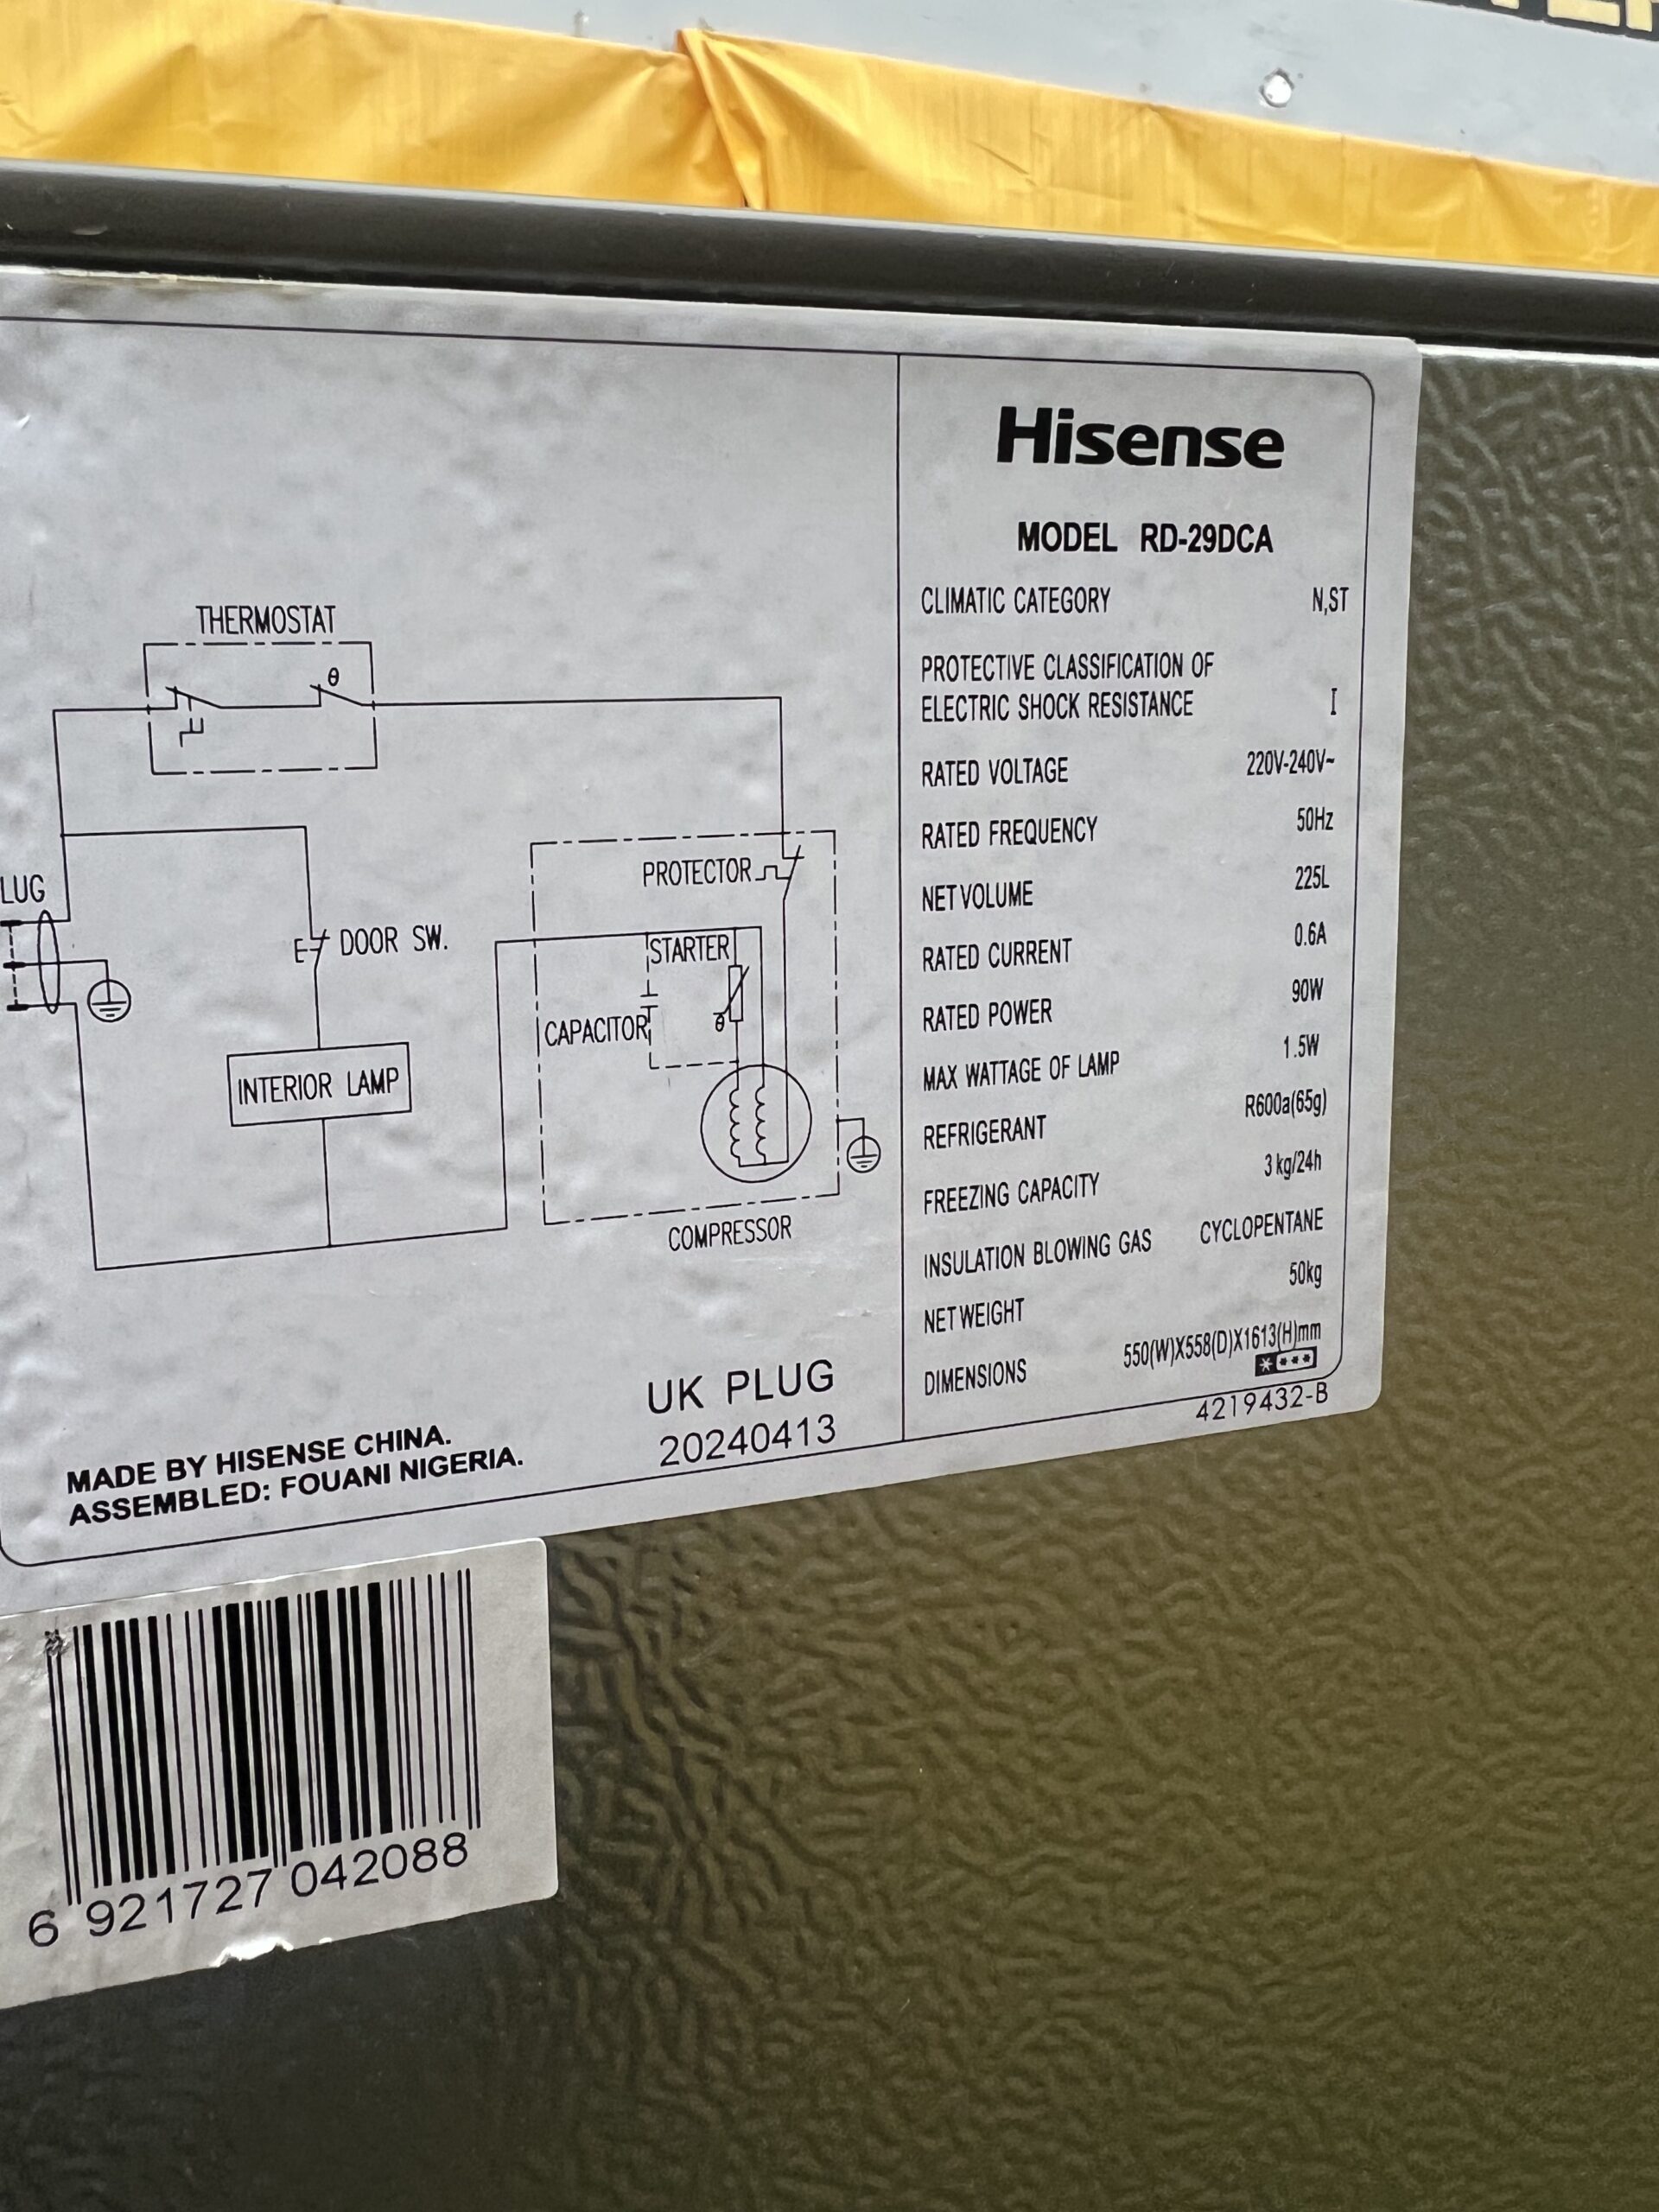 THERMOSTAT
θ
LUG
DOOR SW.
INTERIOR LAMP
PROTECTOR
STARTER
CAPACITOR
θ
COMPRESSOR
UK PLUG
20240413
MADE BY HISENSE CHINA.
ASSEMBLED: FOUANI NIGERIA.
Hisense
MODEL RD-29DCA
CLIMATIC CATEGORY N,ST
PROTECTIVE CLASSIFICATION OF
ELECTRIC SHOCK RESISTANCE I
RATED VOLTAGE 220V-240V~
RATED FREQUENCY 50Hz
NET VOLUME 225L
RATED CURRENT 0.6A
RATED POWER 90W
MAX WATTAGE OF LAMP 1.5W
REFRIGERANT R600a(65g)
FREEZING CAPACITY 3 kg/24h
INSULATION BLOWING GAS CYCLOPENTANE
NET WEIGHT 50kg
DIMENSIONS 550(W)X558(D)X1613(H)mm
4219432-B
6 921727 042088